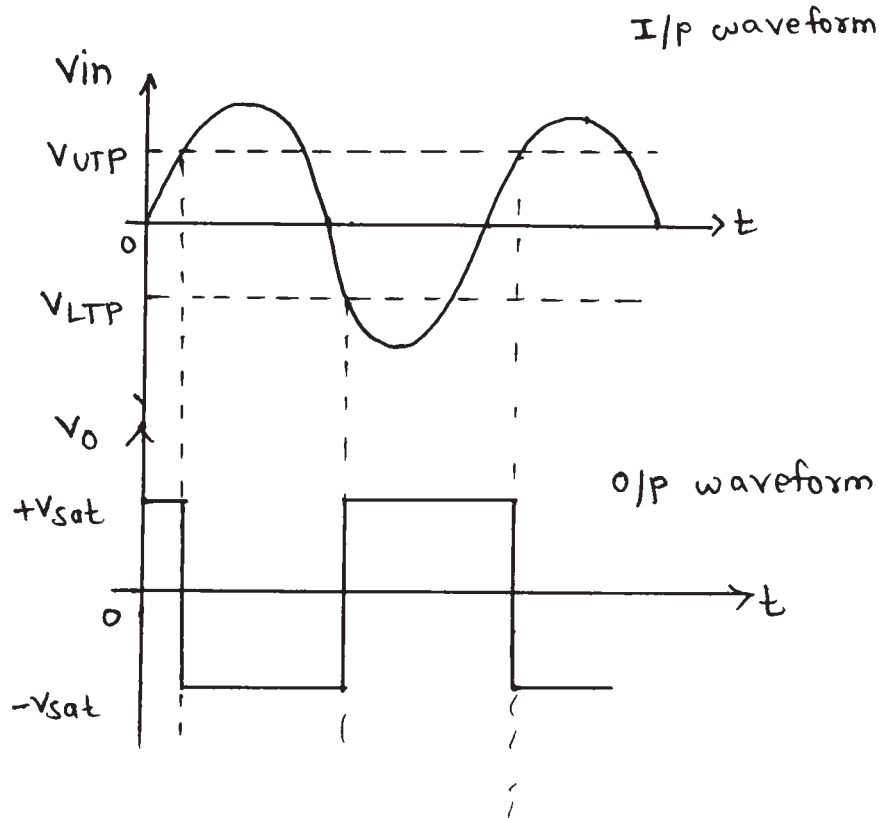 I/p waveform
Vin
VUTP
0
t
VLTP
Vo
O/p waveform
+Vsat
0
t
-Vsat